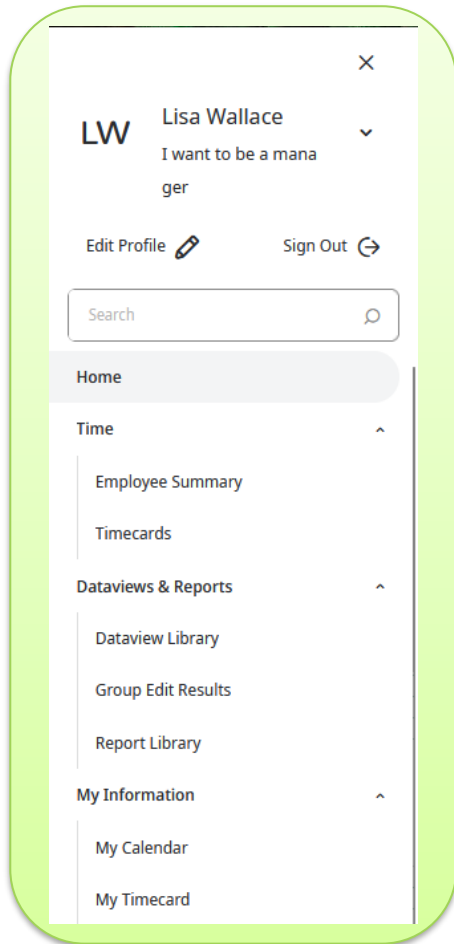 LW
Lisa Wallace
I want to be a mana
ger
Edit Profile
Sign Out
Search
Home
Time
Employee Summary
Timecards
Dataviews & Reports
Dataview Library
Group Edit Results
Report Library
My Information
My Calendar
My Timecard